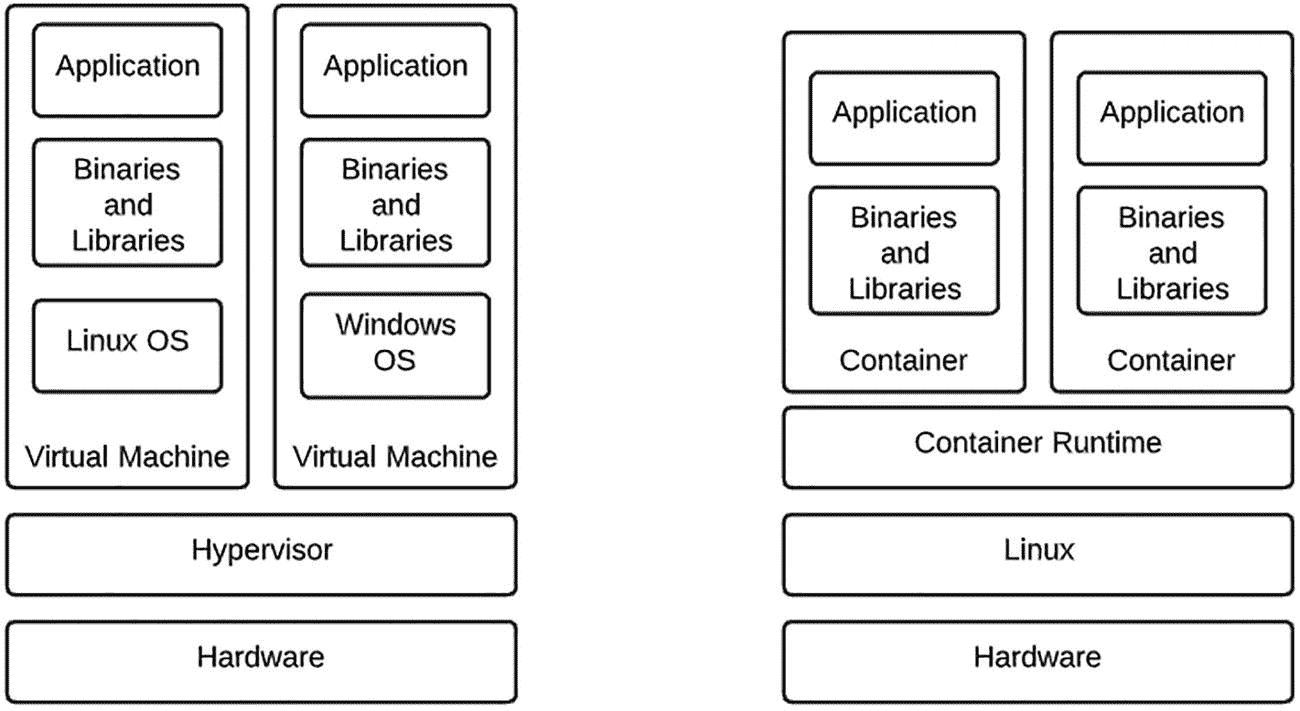 Application
Binaries
and
Libraries
Linux OS
Virtual Machine
Application
Binaries
and
Libraries
Windows
OS
Virtual Machine
Hypervisor
Hardware
Application
Binaries
and
Libraries
Container
Application
Binaries
and
Libraries
Container
Container Runtime
Linux
Hardware